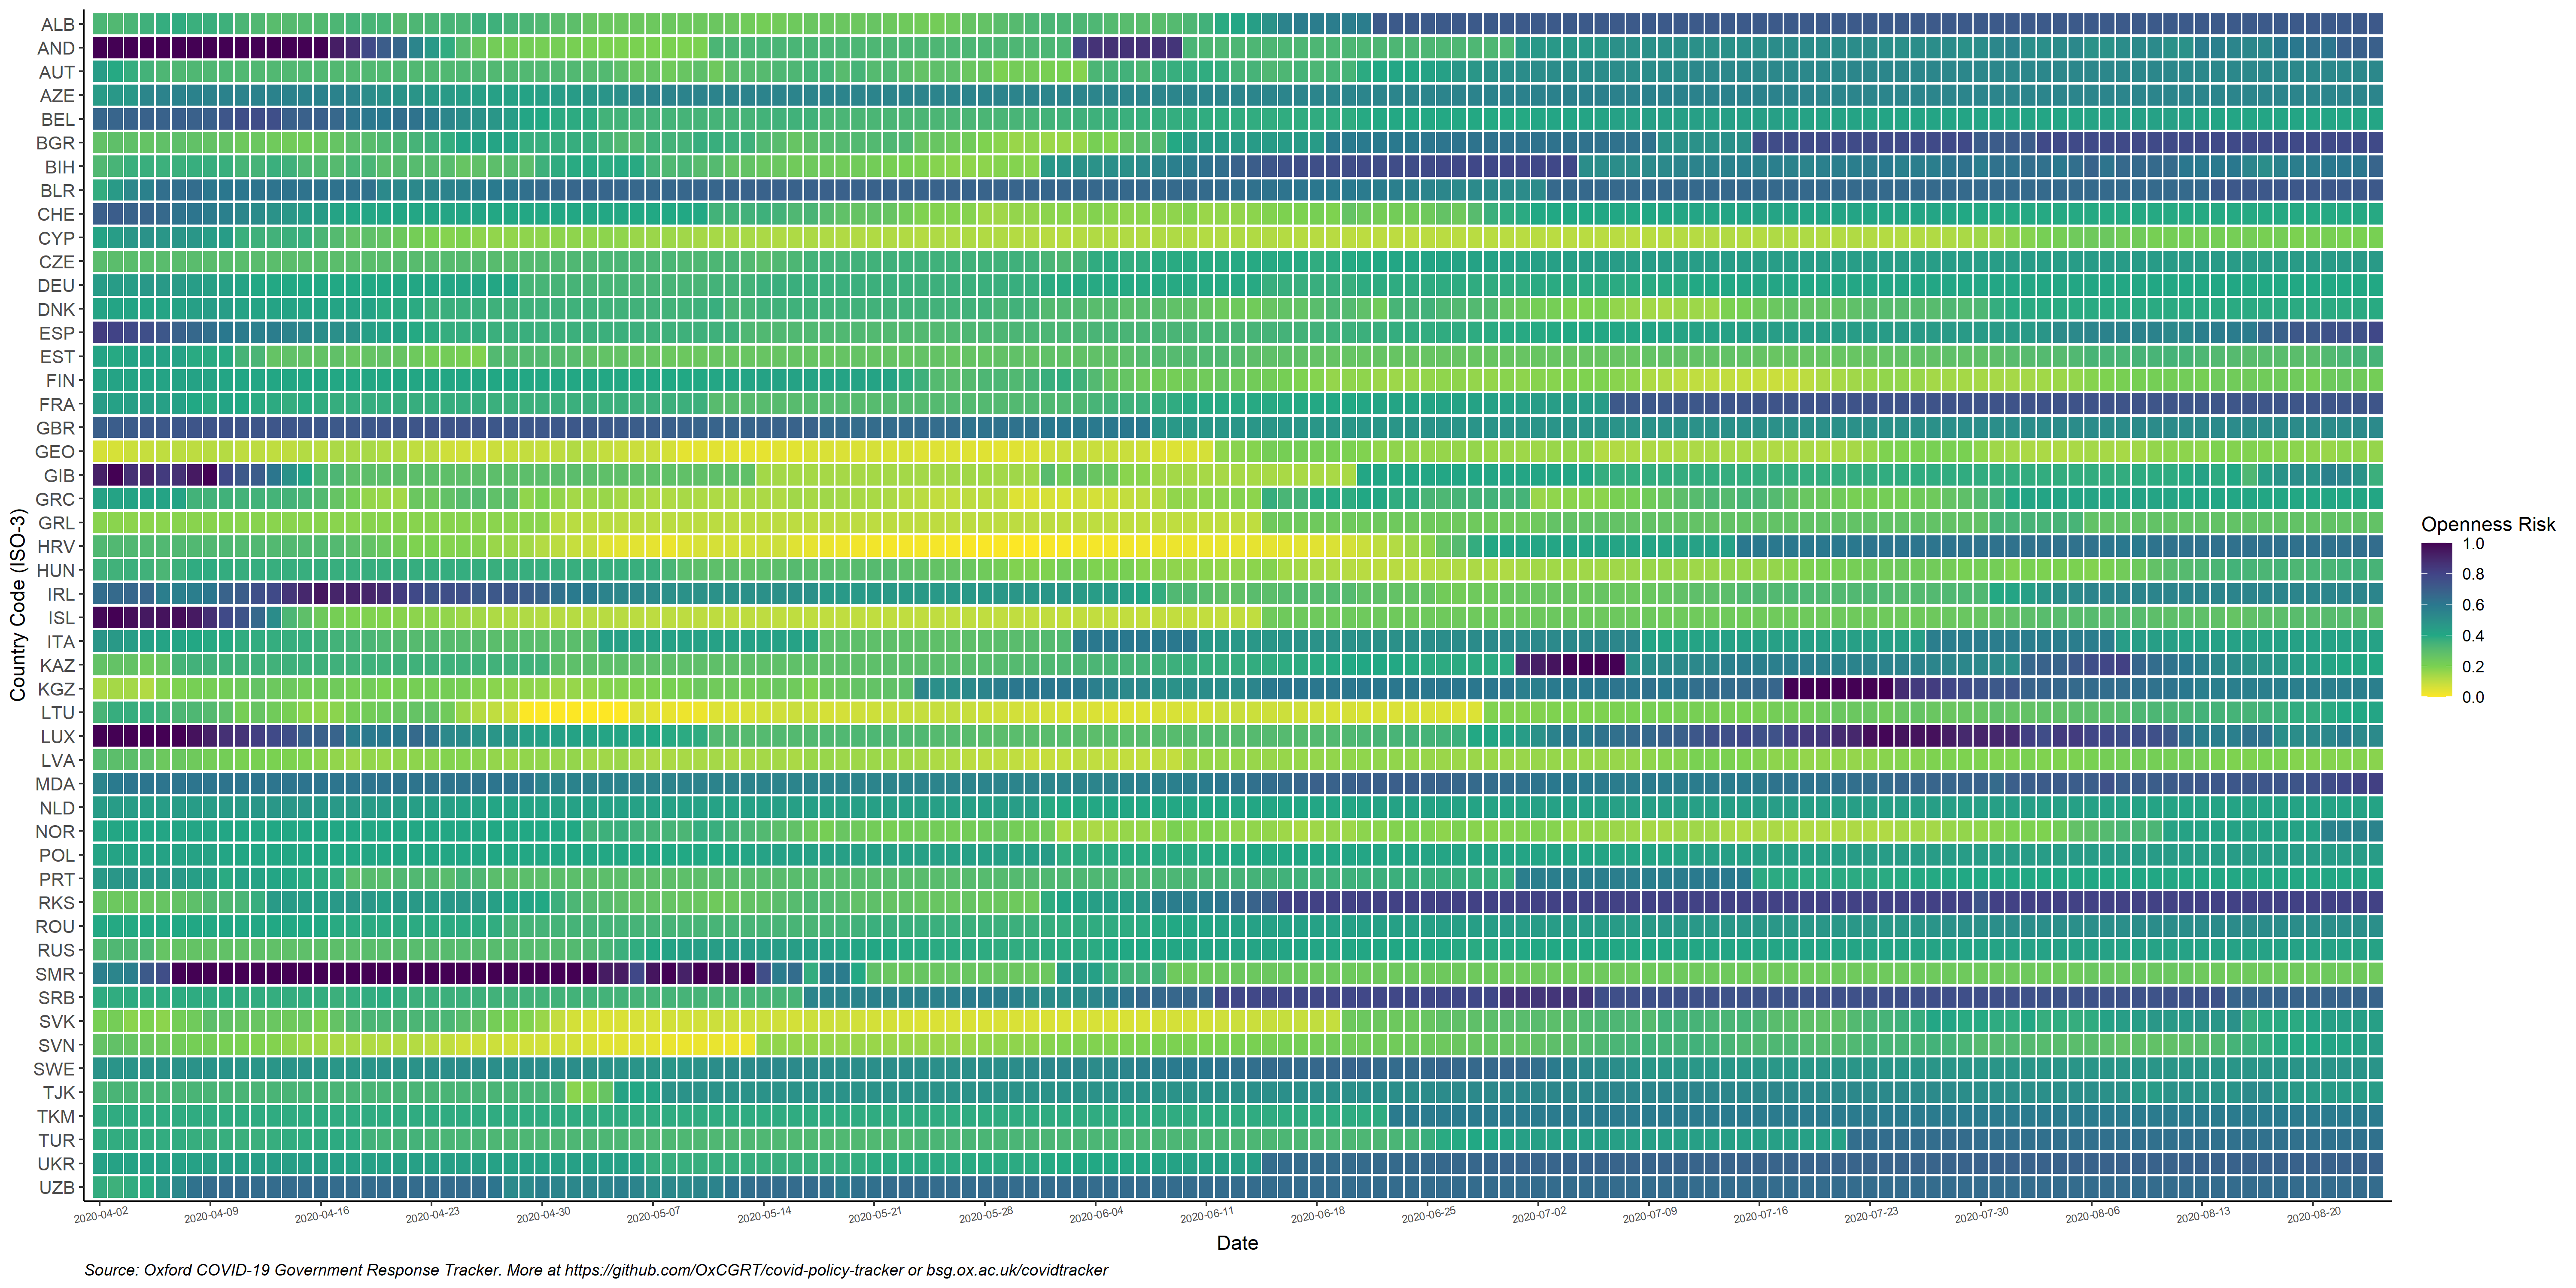 ALB
AND
AUT
AZE
BEL
BGR
BIH
BLR
CHE
CYP
CZE
DEU
DNK
ESP
EST
FIN
FRA
GBR
GEO
GIB
GRC
GRL
HRV
HUN
IRL
ISL
ITA
KAZ
KGZ
LTU
LUX
LVA
MDA
NLD
NOR
POL
PRT
RKS
ROU
RUS
SMR
SRB
SVK
SVN
SWE
TJK
TKM
TUR
UKR
UZB
Country Code (ISO-3)
2020-04-02 2020-04-09 2020-04-16 2020-04-23 2020-04-30 2020-05-07 2020-05-14 2020-05-21 2020-05-28 2020-06-04 2020-06-11 2020-06-18 2020-06-25 2020-07-02 2020-07-09 2020-07-16 2020-07-23 2020-07-30 2020-08-06 2020-08-13 2020-08-20
Date
Openness Risk
1.0
0.8
0.6
0.4
0.2
0.0
Source: Oxford COVID-19 Government Response Tracker. More at https://github.com/OxCGRT/covid-policy-tracker or bsg.ox.ac.uk/covidtracker